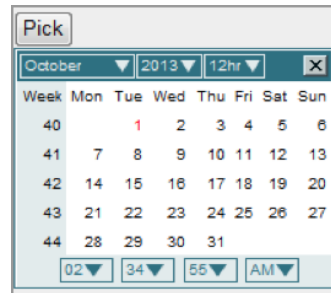 Pick
October 2013 12hr X
Week Mon Tue Wed Thu Fri Sat Sun
40 1 2 3 4 5 6
41 7 8 9 10 11 12 13
42 14 15 16 17 18 19 20
43 21 22 23 24 25 26 27
44 28 29 30 31
02 34 55 AM